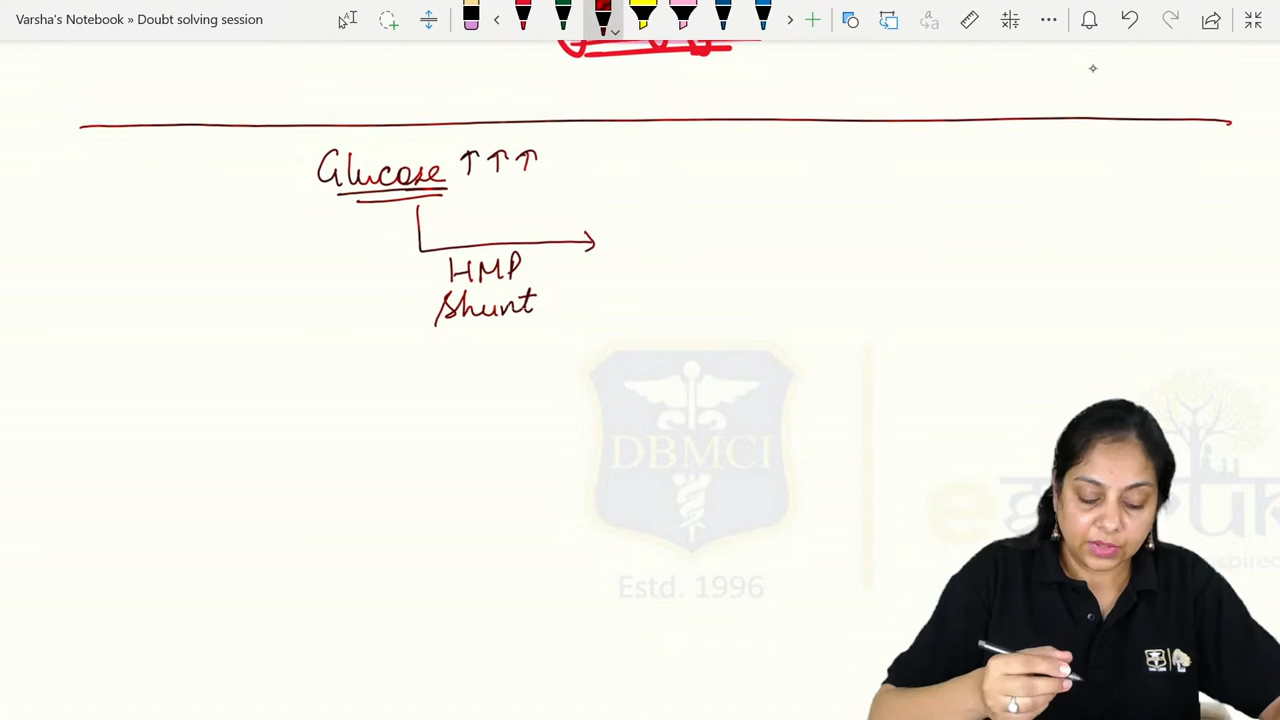 Varsha's Notebook » Doubt solving session
Glucose ↑ ↑ ↑
HMP
Shunt
DBMCI
Estd. 1996